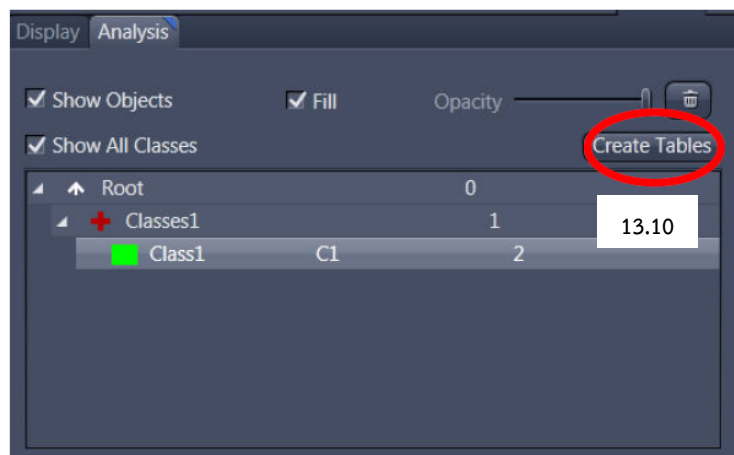 Display Analysis
Show Objects Fill Opacity
Show All Classes Create Tables
Root 0
Classes1 1
13.10
Class1 C1 2